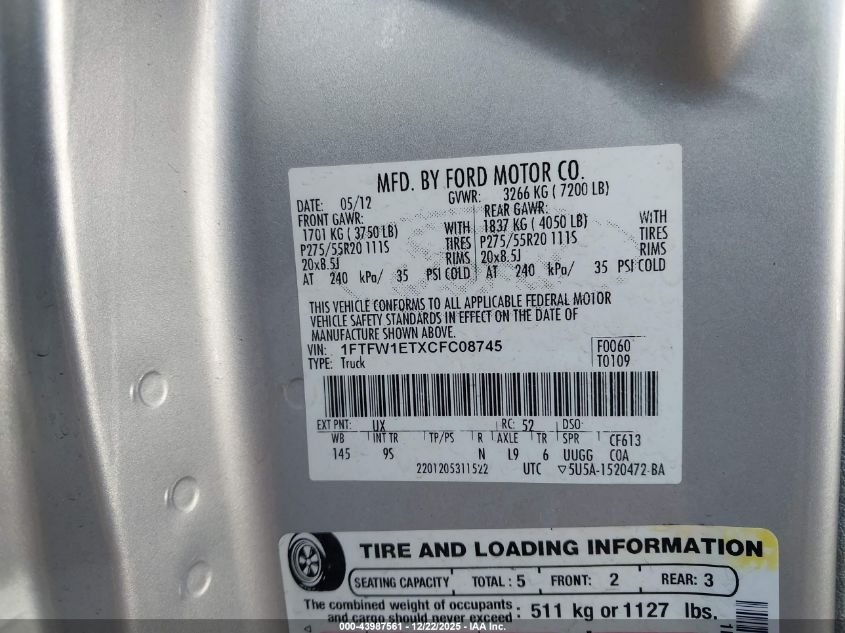 MFD. BY FORD MOTOR CO.
DATE: 05/12 GVWR: 3266 KG ( 7200 LB)
FRONT GAWR: REAR GAWR:
1701 KG ( 3750 LB) WITH 1837 KG ( 4050 LB) WITH
P275/55R20 111S TIRES P275/55R20 111S TIRES
20x8.5J RIMS 20x8.5J RIMS
AT 240 kPa/ 35 PSI COLD AT 240 kPa/ 35 PSI COLD
THIS VEHICLE CONFORMS TO ALL APPLICABLE FEDERAL MOTOR
VEHICLE SAFETY STANDARDS IN EFFECT ON THE DATE OF
MANUFACTURE SHOWN ABOVE.
VIN: 1FTFW1ETXCFC08745 F0060
TYPE: Truck T0109
EXT PNT: UX RC: 52 DSO:
WB INT TR TP/PS R AXLE TR SPR CF613
145 9S N L9 6 UUGG COA
2201205311522 UTC ▽5U5A-1520472-BA
TIRE AND LOADING INFORMATION
SEATING CAPACITY TOTAL : 5 FRONT: 2 REAR: 3
The combined weight of occupants
and cargo should never exceed : 511 kg or 1127 lbs.
000-43987561 - 12/22/2025 - IAA Inc.